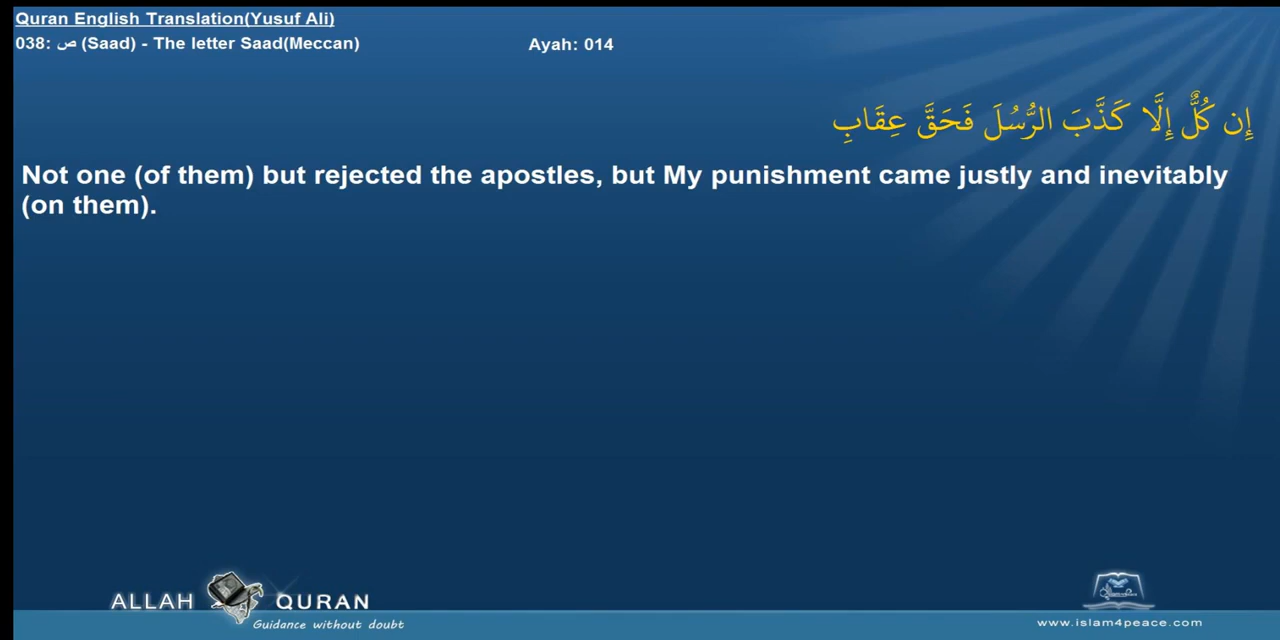 Quran English Translation(Yusuf Ali)
038: ص (Saad) - The letter Saad(Meccan) Ayah: 014
إِن كُلٌّ إِلَّا كَذَّبَ الرُّسُلَ فَحَقَّ عِقَابِ
Not one (of them) but rejected the apostles, but My punishment came justly and inevitably
(on them).
ALLAH QURAN
Guidance without doubt
www.islam4peace.com